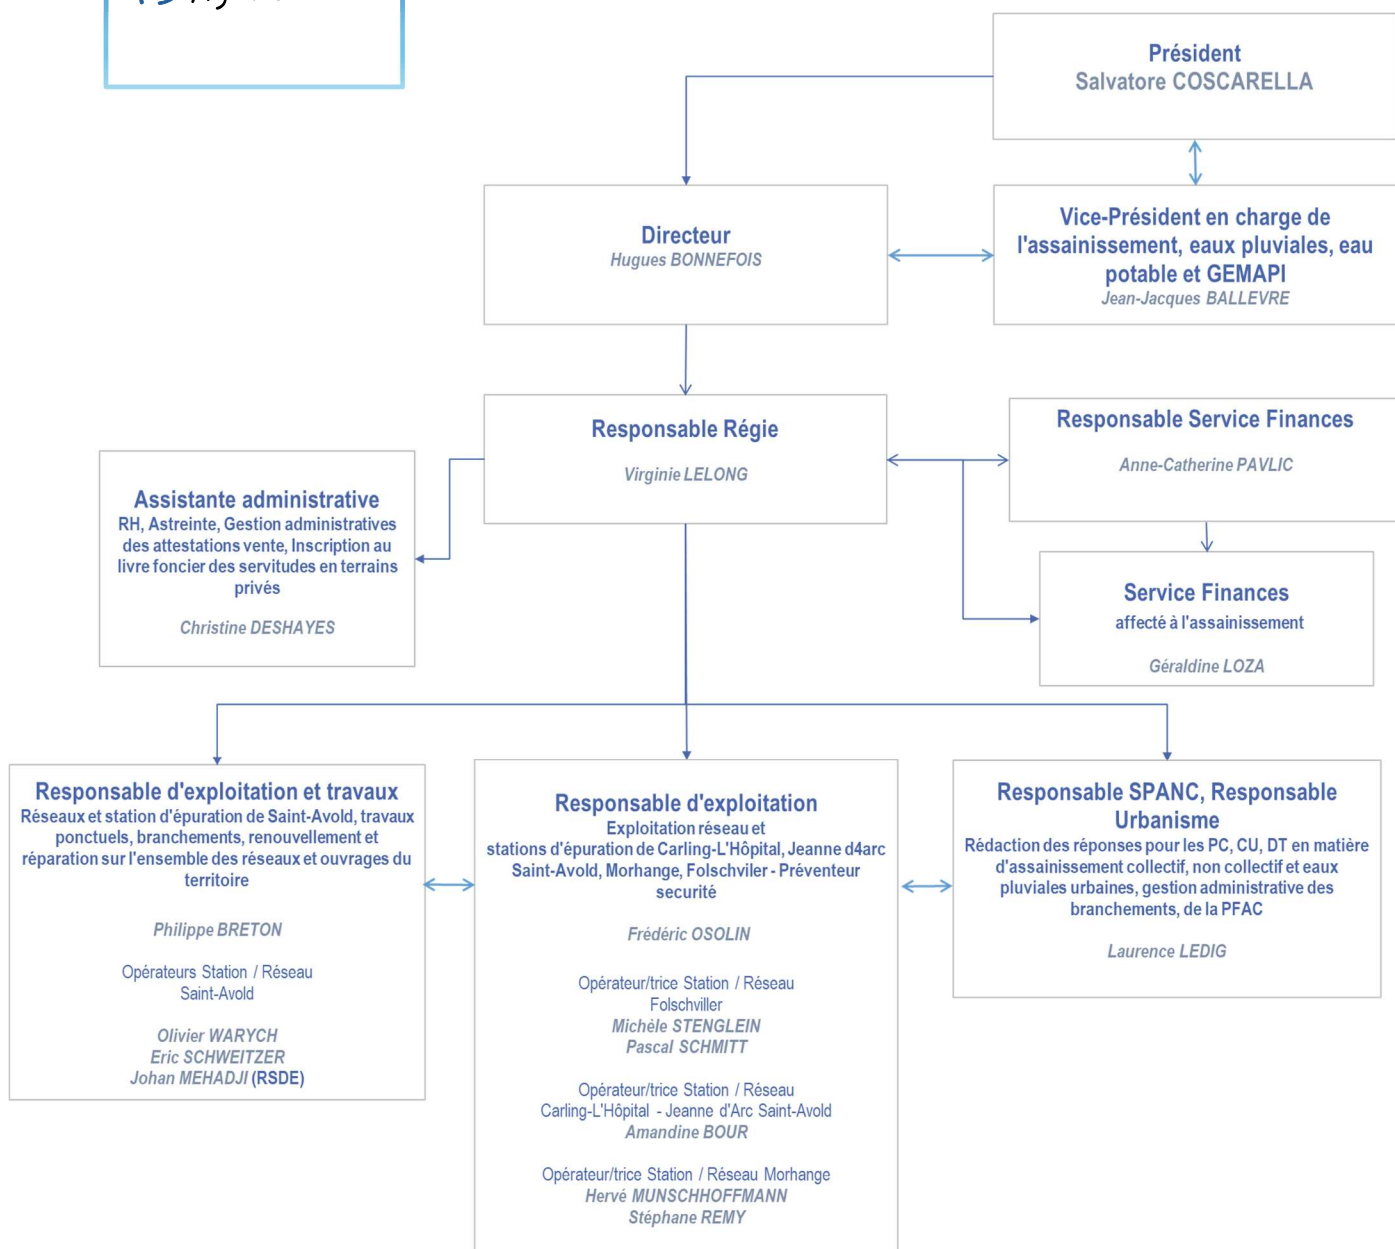 Président
Salvatore COSCARELLA
Directeur
Hugues BONNEFOIS
Vice-Président en charge de
l'assainissement, eaux pluviales, eau
potable et GEMAPI
Jean-Jacques BALLEVRE
Responsable Régie
Virginie LELONG
Responsable Service Finances
Anne-Catherine PAVLIC
Assistante administrative
RH, Astreinte, Gestion administratives
des attestations vente, Inscription au
livre foncier des servitudes en terrains
privés
Christine DESHAYES
Service Finances
affecté à l'assainissement
Géraldine LOZA
Responsable d'exploitation et travaux
Réseaux et station d'épuration de Saint-Avold, travaux
ponctuels, branchements, renouvellement et
réparation sur l'ensemble des réseaux et ouvrages du
territoire
Philippe BRETON
Opérateurs Station / Réseau
Saint-Avold
Olivier WARYCH
Eric SCHWEITZER
Johan MEHADJI (RSDE)
Responsable d'exploitation
Exploitation réseau et
stations d'épuration de Carling-L'Hôpital, Jeanne d4arc
Saint-Avold, Morhange, Folschviler - Préventeur
securité
Frédéric OSOLIN
Opérateur/trice Station / Réseau
Folschviller
Michèle STENGLEIN
Pascal SCHMITT
Opérateur/trice Station / Réseau
Carling-L'Hôpital - Jeanne d'Arc Saint-Avold
Amandine BOUR
Opérateur/trice Station / Réseau Morhange
Hervé MUNSCHHOFFMANN
Stéphane REMY
Responsable SPANC, Responsable
Urbanisme
Rédaction des réponses pour les PC, CU, DT en matière
d'assainissement collectif, non collectif et eaux
pluviales urbaines, gestion administrative des
branchements, de la PFAC
Laurence LEDIG